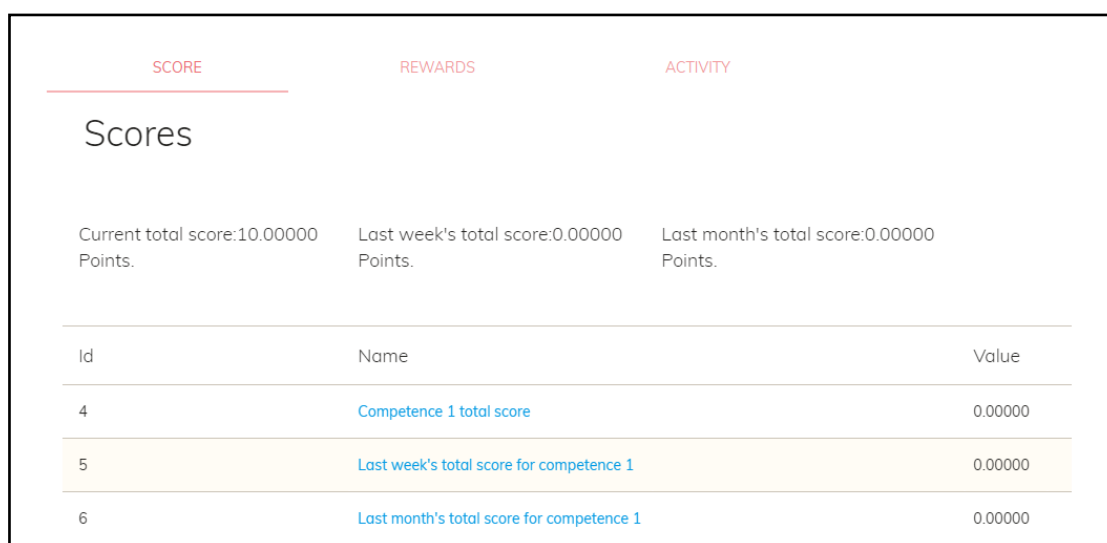 SCORE REWARDS ACTIVITY
Scores
Current total score:10.00000 Points.
Last week's total score:0.00000 Points.
Last month's total score:0.00000 Points.
Id Name Value
4 Competence 1 total score 0.00000
5 Last week's total score for competence 1 0.00000
6 Last month's total score for competence 1 0.00000